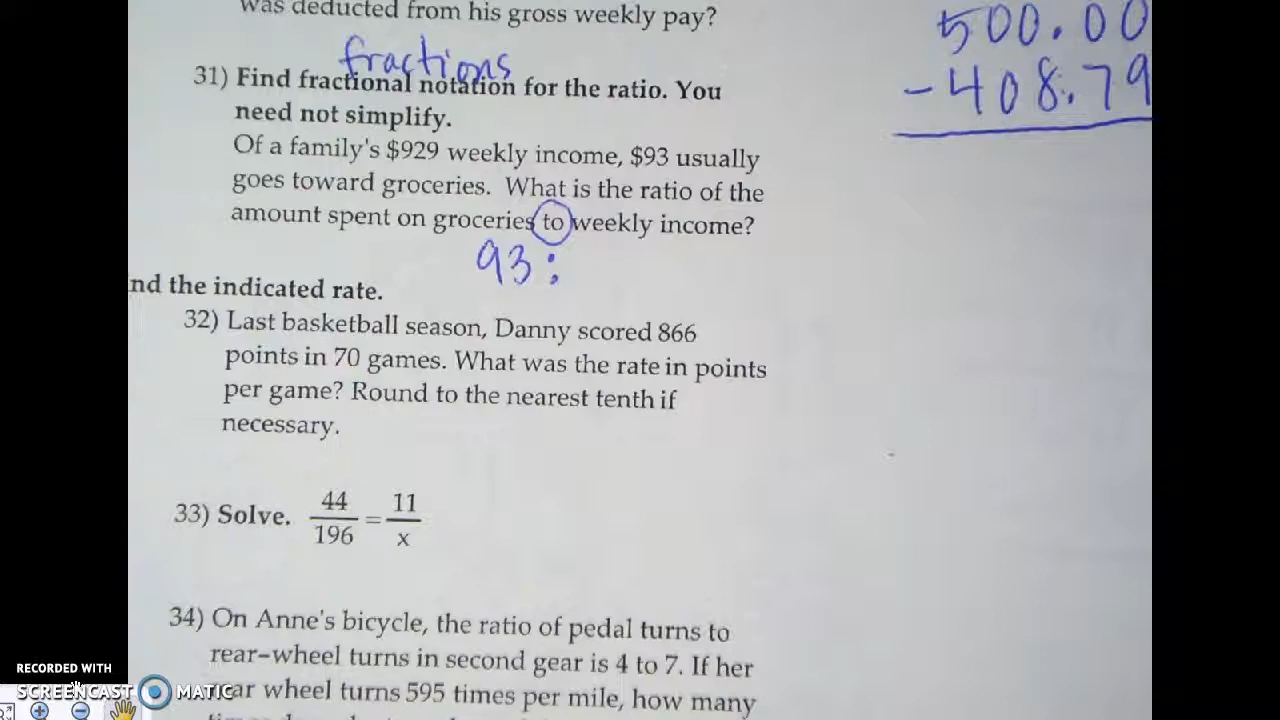 was deducted from his gross weekly pay?
500.00
- 408.79
fractions
31) Find fractional notation for the ratio. You
need not simplify.
Of a family's $929 weekly income, $93 usually
goes toward groceries. What is the ratio of the
amount spent on groceries to weekly income?
93:
nd the indicated rate.
32) Last basketball season, Danny scored 866
points in 70 games. What was the rate in points
per game? Round to the nearest tenth if
necessary.
33) Solve. 44/196 = 11/x
34) On Anne's bicycle, the ratio of pedal turns to
rear-wheel turns in second gear is 4 to 7. If her
ar wheel turns 595 times per mile, how many
RECORDED WITH
SCREENCAST MATIC